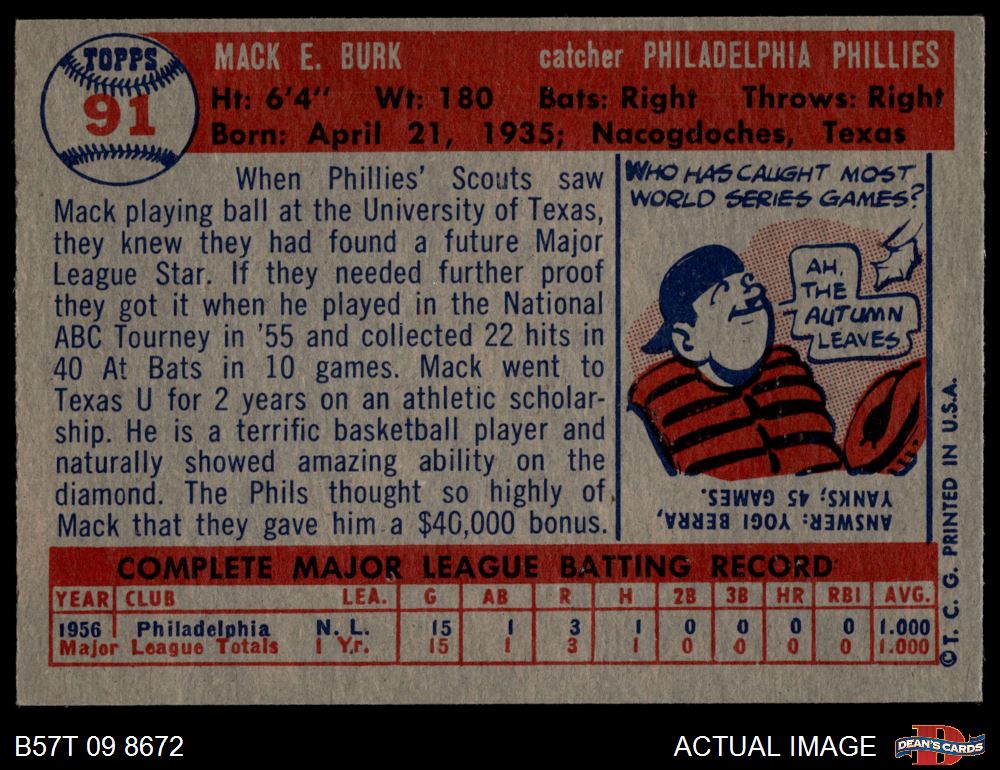 TOPPS
91
MACK E. BURK catcher PHILADELPHIA PHILLIES
Ht: 6'4" Wt: 180 Bats: Right Throws: Right
Born: April 21, 1935; Nacogdoches, Texas
When Phillies' Scouts saw
Mack playing ball at the University of Texas,
they knew they had found a future Major
League Star. If they needed further proof
they got it when he played in the National
ABC Tourney in '55 and collected 22 hits in
40 At Bats in 10 games. Mack went to
Texas U for 2 years on an athletic scholar-
ship. He is a terrific basketball player and
naturally showed amazing ability on the
diamond. The Phils thought so highly of
Mack that they gave him a $40,000 bonus.
WHO HAS CAUGHT MOST
WORLD SERIES GAMES?
AH,
THE
AUTUMN
LEAVES
ANSWER: YOGI BERRA,
YANKS; 45 GAMES.
COMPLETE MAJOR LEAGUE BATTING RECORD
YEAR CLUB LEA. G AB R H 2B 3B HR RBI AVG.
1956 Philadelphia N. L. 15 1 3 1 0 0 0 0 1.000
Major League Totals 1 Yr. 15 1 3 1 0 0 0 0 1.000
©T. C. G. PRINTED IN U.S.A.
B57T 09 8672
ACTUAL IMAGE
D
DEAN'S CARDS